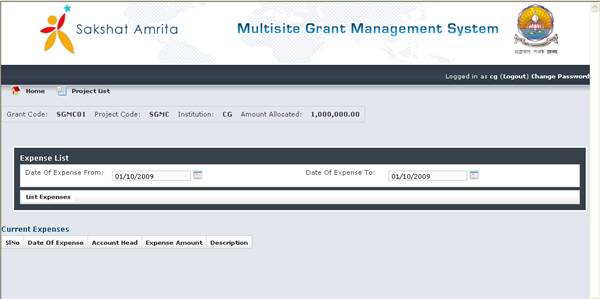 Sakshat Amrita
Multisite Grant Management System
Logged in as cg (Logout) Change Password
Home Project List
Grant Code: SGMC01 Project Code: SGMC Institution: CG Amount Allocated: 1,000,000.00
Expense List
Date Of Expense From: 01/10/2009 Date Of Expense To: 01/10/2009
List Expenses
Current Expenses
SlNo Date Of Expense Account Head Expense Amount Description